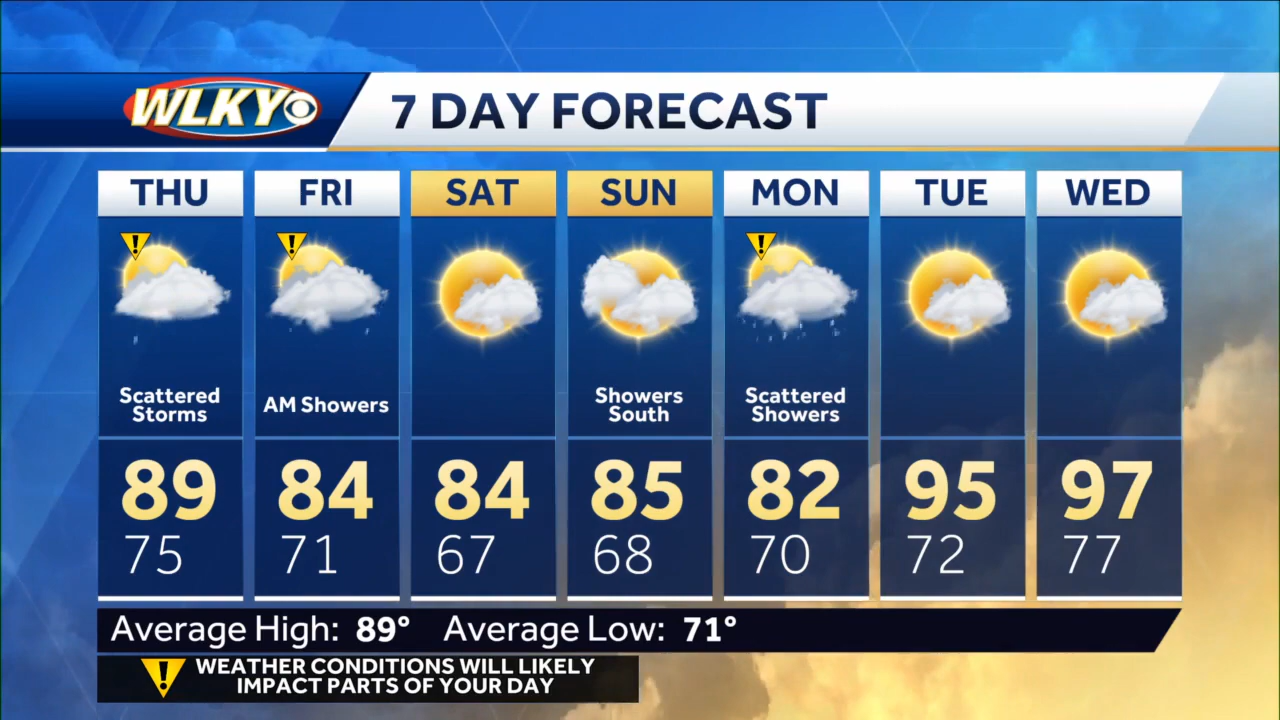 WLKY
7 DAY FORECAST
THU FRI SAT SUN MON TUE WED
! ! !
Scattered
Storms
AM Showers
Showers
South
Scattered
Showers
89 84 84 85 82 95 97
75 71 67 68 70 72 77
Average High: 89° Average Low: 71°
! WEATHER CONDITIONS WILL LIKELY
IMPACT PARTS OF YOUR DAY